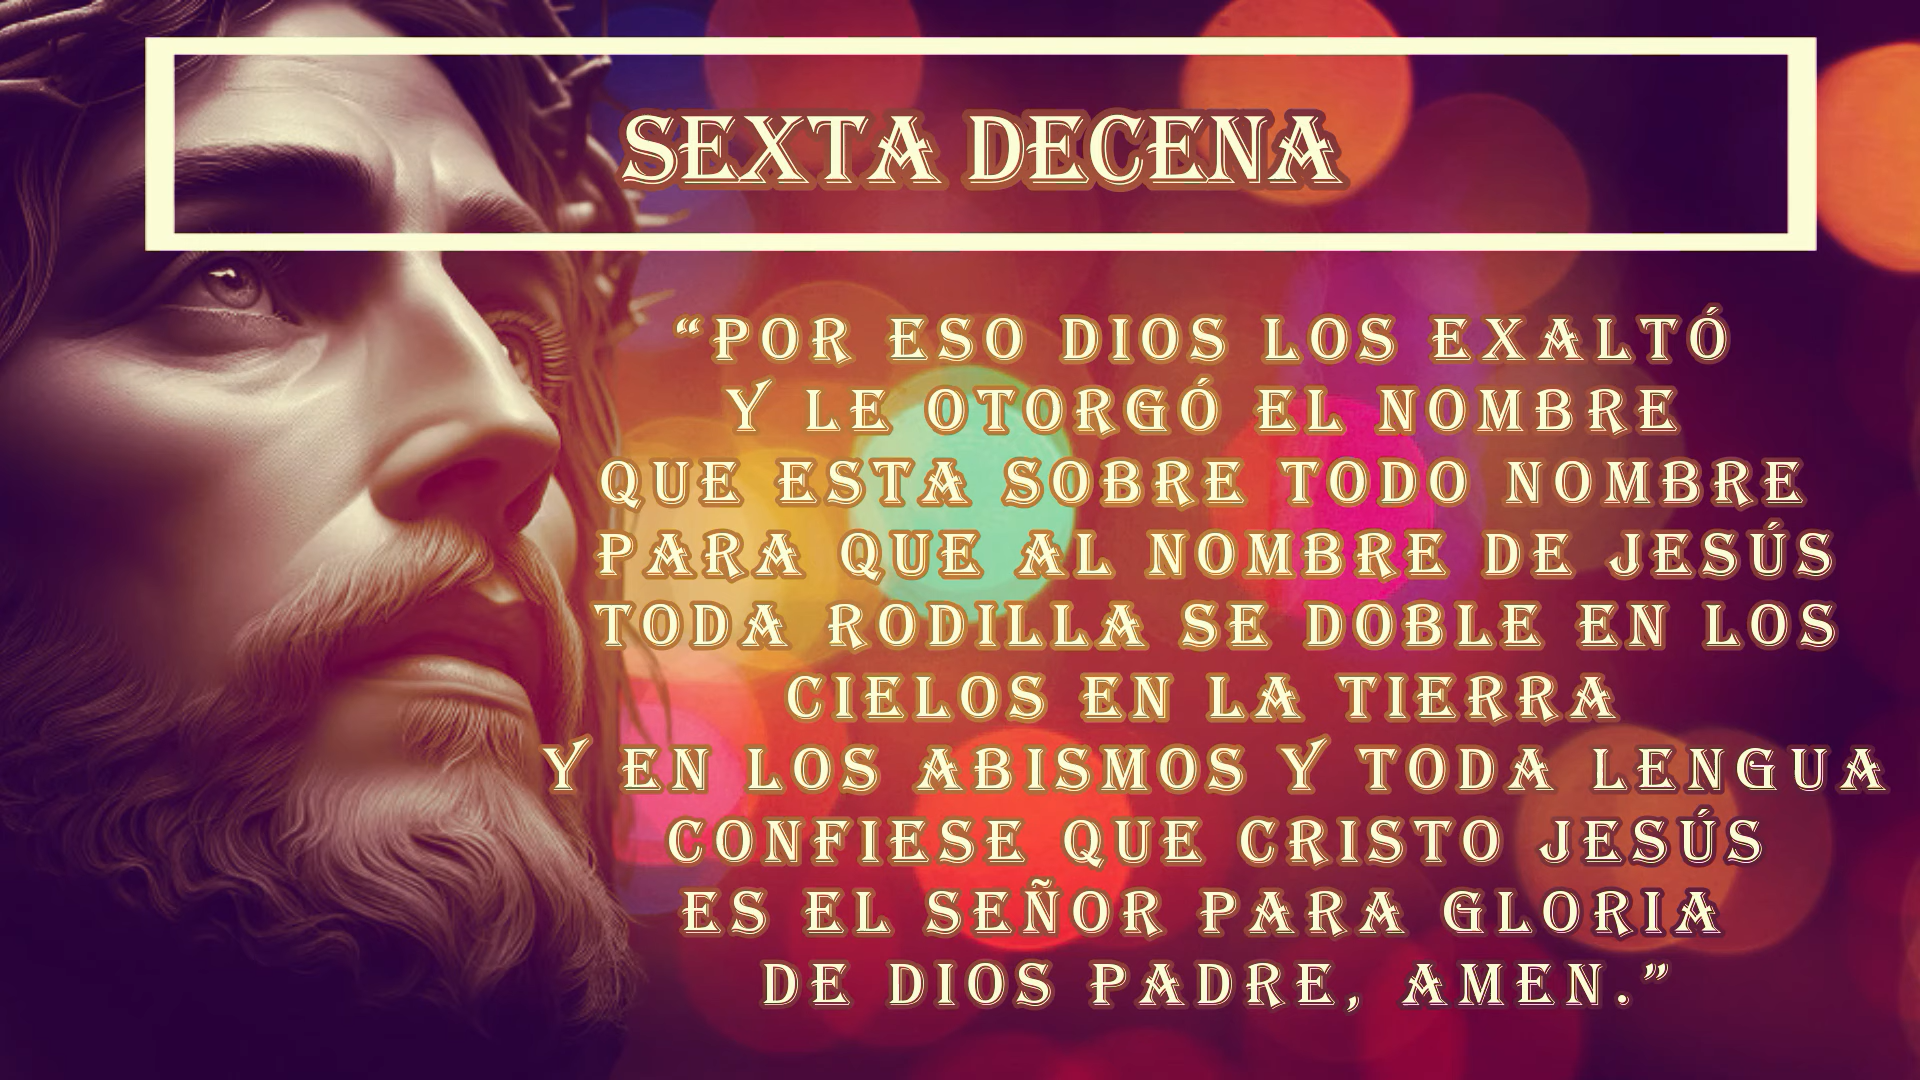 SEXTA DECENA
“POR ESO DIOS LOS EXALTÓ
Y LE OTORGÓ EL NOMBRE
QUE ESTA SOBRE TODO NOMBRE
PARA QUE AL NOMBRE DE JESÚS
TODA RODILLA SE DOBLE EN LOS
CIELOS EN LA TIERRA
Y EN LOS ABISMOS Y TODA LENGUA
CONFIESE QUE CRISTO JESÚS
ES EL SEÑOR PARA GLORIA
DE DIOS PADRE, AMEN.”